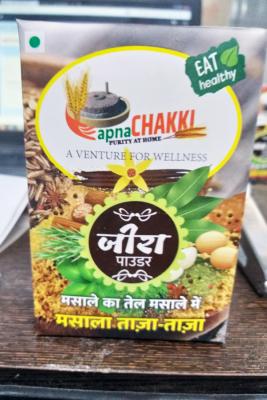 EAT
healthy
apnaCHAKKI
PURITY AT HOME
A VENTURE FOR WELLNESS
जीरा
पाउडर
मसाले का तेल मसाले में
मसाला ताज़ा-ताज़ा